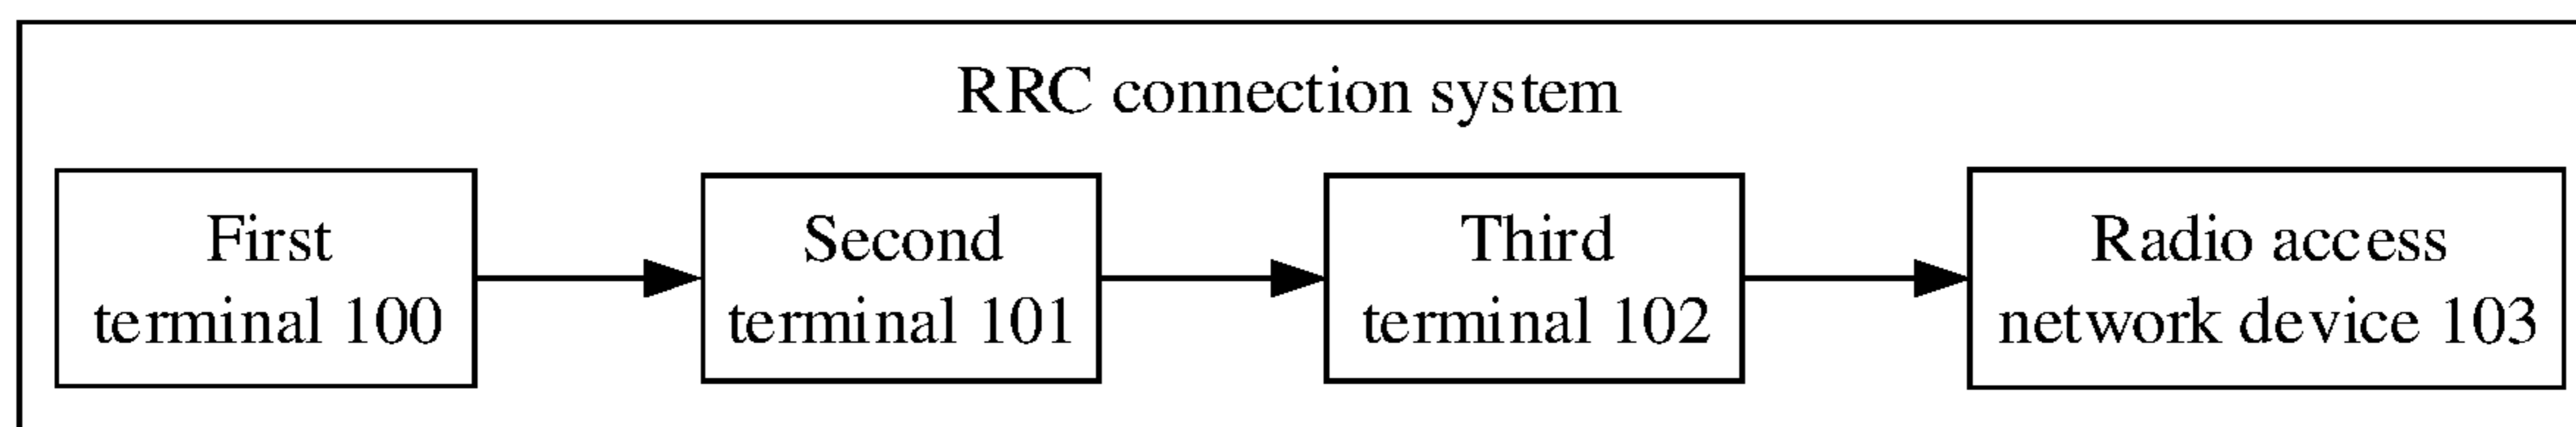 RRC connection system
First
terminal 100
Second
terminal 101
Third
terminal 102
Radio access
network device 103